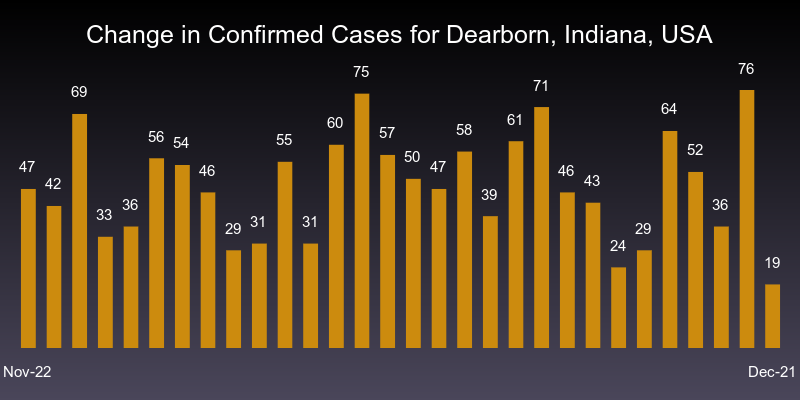 Change in Confirmed Cases for Dearborn, Indiana, USA
47 42 69 33 36 56 54 46 29 31 55 31 60 75 57 50 47 58 39 61 71 46 43 24 29 64 52 36 76 19
Nov-22 Dec-21